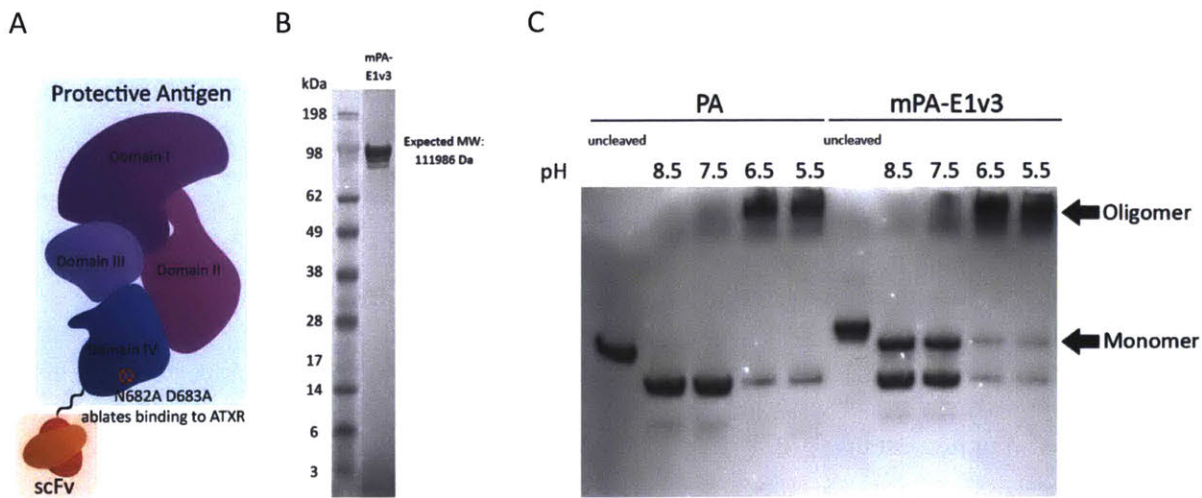 A
Protective Antigen
Domain I
Domain III
Domain II
Domain IV
N682A D683A
ablates binding to ATXR
scFv
B
mPA-
E1v3
kDa
198
98
62
49
38
28
17
14
6
3
Expected MW:
111986 Da
C
PA mPA-E1v3
uncleaved uncleaved
pH 8.5 7.5 6.5 5.5 8.5 7.5 6.5 5.5
Oligomer
Monomer